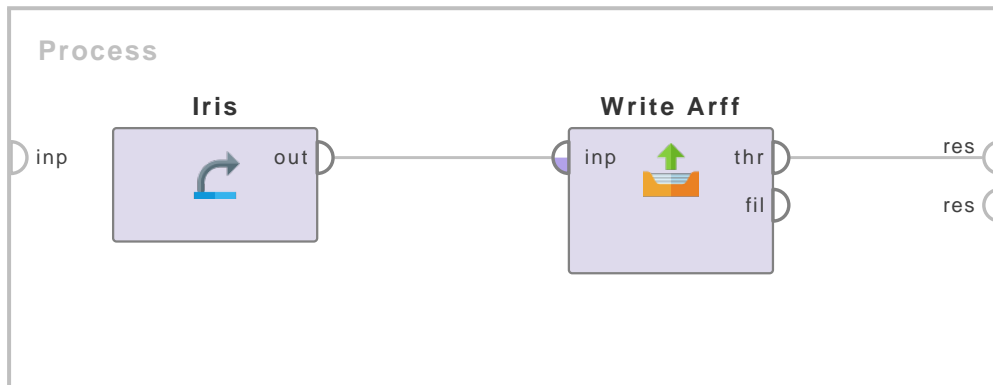 Process
Iris
Write Arff
inp
out
inp
thr
res
fil
res